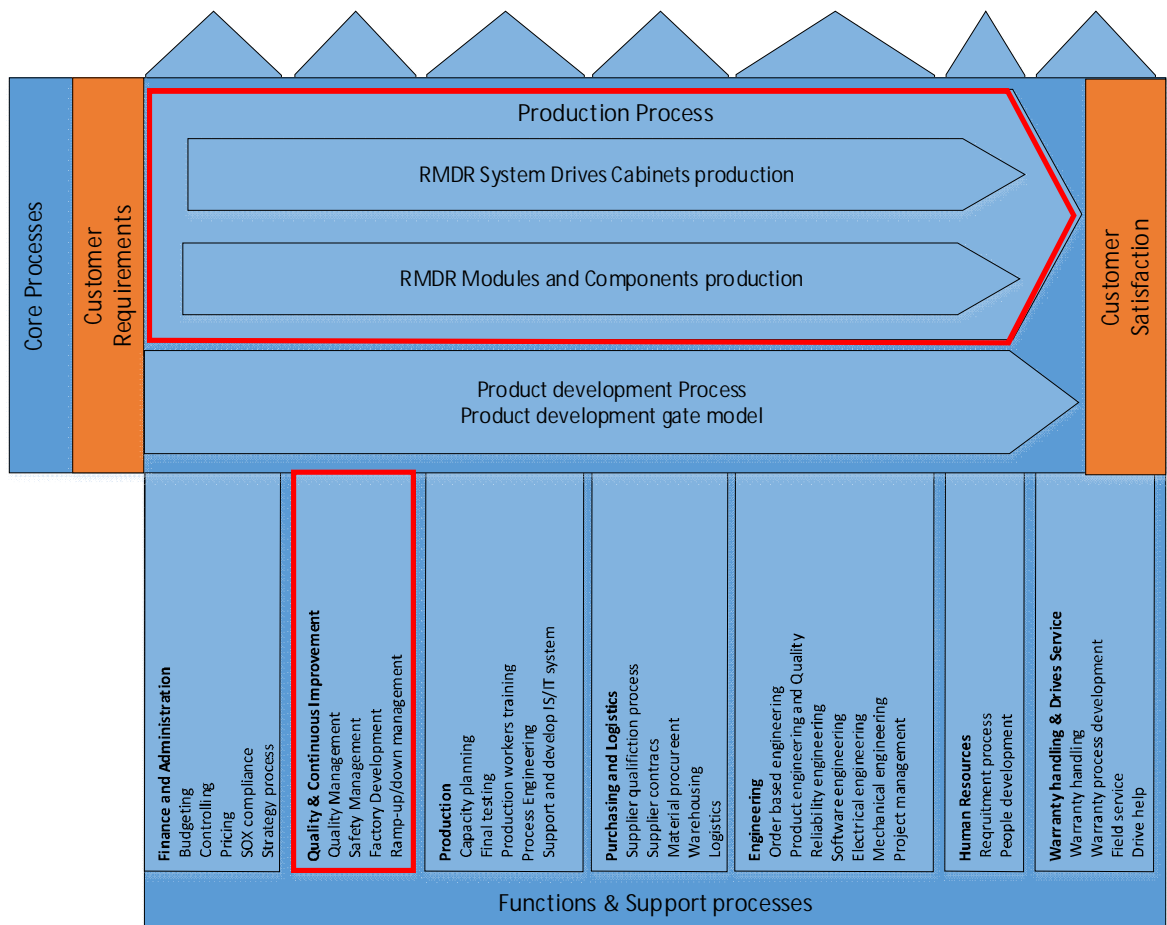 Core Processes
Customer
Requirements
Production Process
RMDR System Drives Cabinets production
RMDR Modules and Components production
Product development Process
Product development gate model
Customer
Satisfaction
Finance and Administration
Budgeting
Controlling
Pricing
SOX compliance
Strategy process
Quality & Continuous Improvement
Quality Management
Safety Management
Factory Development
Ramp-up/down management
Production
Capacity planning
Final testing
Production workers training
Process Engineering
Support and develop IS/IT system
Purchasing and Logistics
Supplier qualifiction process
Supplier contracs
Material procureent
Warehousing
Logistics
Engineering
Order based engineering
Product engineering and Quality
Reliability engineering
Software engineering
Electrical engineering
Mechanical engineering
Project management
Human Resources
Reqruitment process
People development
Warranty handling & Drives Service
Warranty handling
Warranty process development
Field service
Drive help
Functions & Support processes